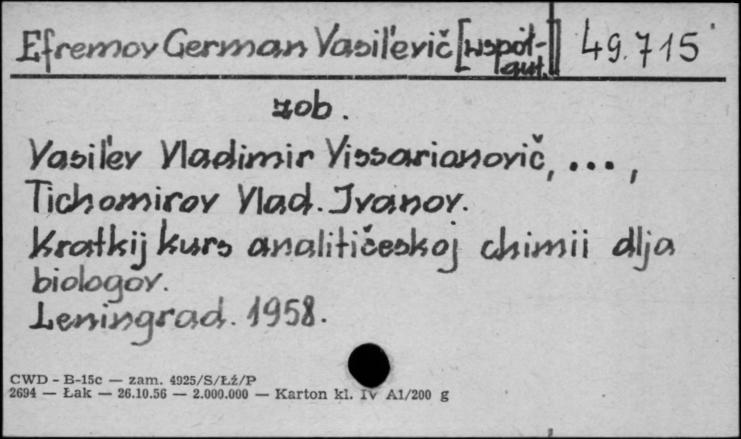 Efremov German Vasil'evič [współ- 49.715
aut.]
zob.
Vasil'ev Vladimir Vissarionovič, ...,
Tichomirov Vlad. Ivanov.
Kratkij kurs analitičeskoj chimii dlja
biologov.
Leningrad. 1958.
CWD - B-15c — zam. 4925/S/Łż/P
2694 — Łak — 26.10.56 — 2.000.000 — Karton kl. IV A1/200 g